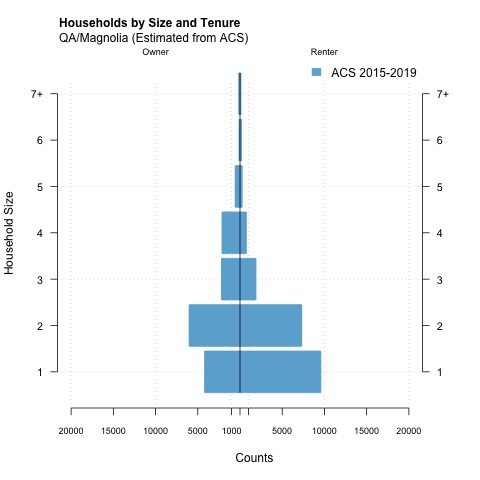 Households by Size and Tenure
QA/Magnolia (Estimated from ACS)
Owner Renter
ACS 2015-2019
7+ 7+
6 6
5 5
4 4
3 3
2 2
1 1
Household Size
20000 15000 10000 5000 1000 5000 10000 15000 20000
Counts